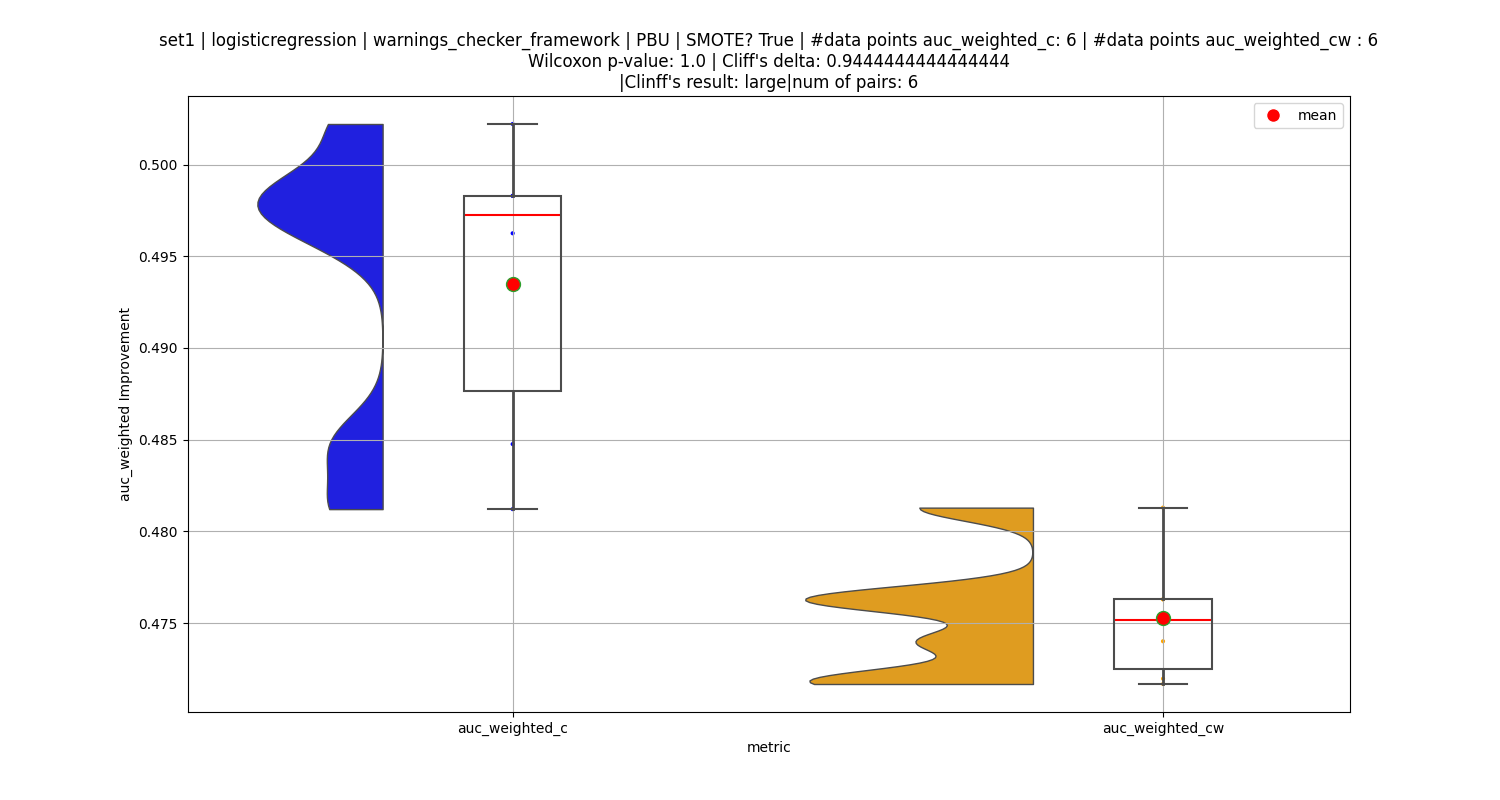 set1 | logisticregression | warnings_checker_framework | PBU | SMOTE? True | #data points auc_weighted_c: 6 | #data points auc_weighted_cw : 6
Wilcoxon p-value: 1.0 | Cliff's delta: 0.9444444444444444
|Clinff's result: large|num of pairs: 6
mean
0.500
0.495
0.490
0.485
0.480
0.475
auc_weighted Improvement
auc_weighted_c
auc_weighted_cw
metric